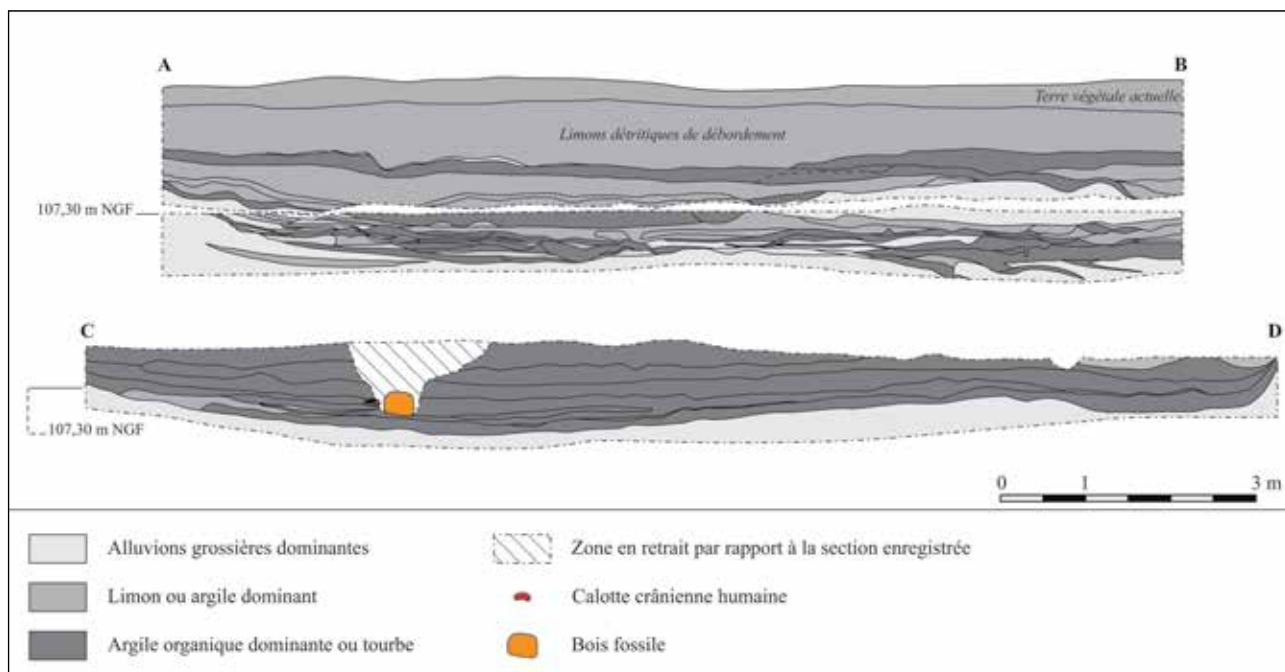 A
B
Terre végétale actuelle
Limons détritiques de débordement
107,30 m NGF
C
D
107,30 m NGF
0 1 3 m
Alluvions grossières dominantes
Zone en retrait par rapport à la section enregistrée
Limon ou argile dominant
Calotte crânienne humaine
Argile organique dominante ou tourbe
Bois fossile